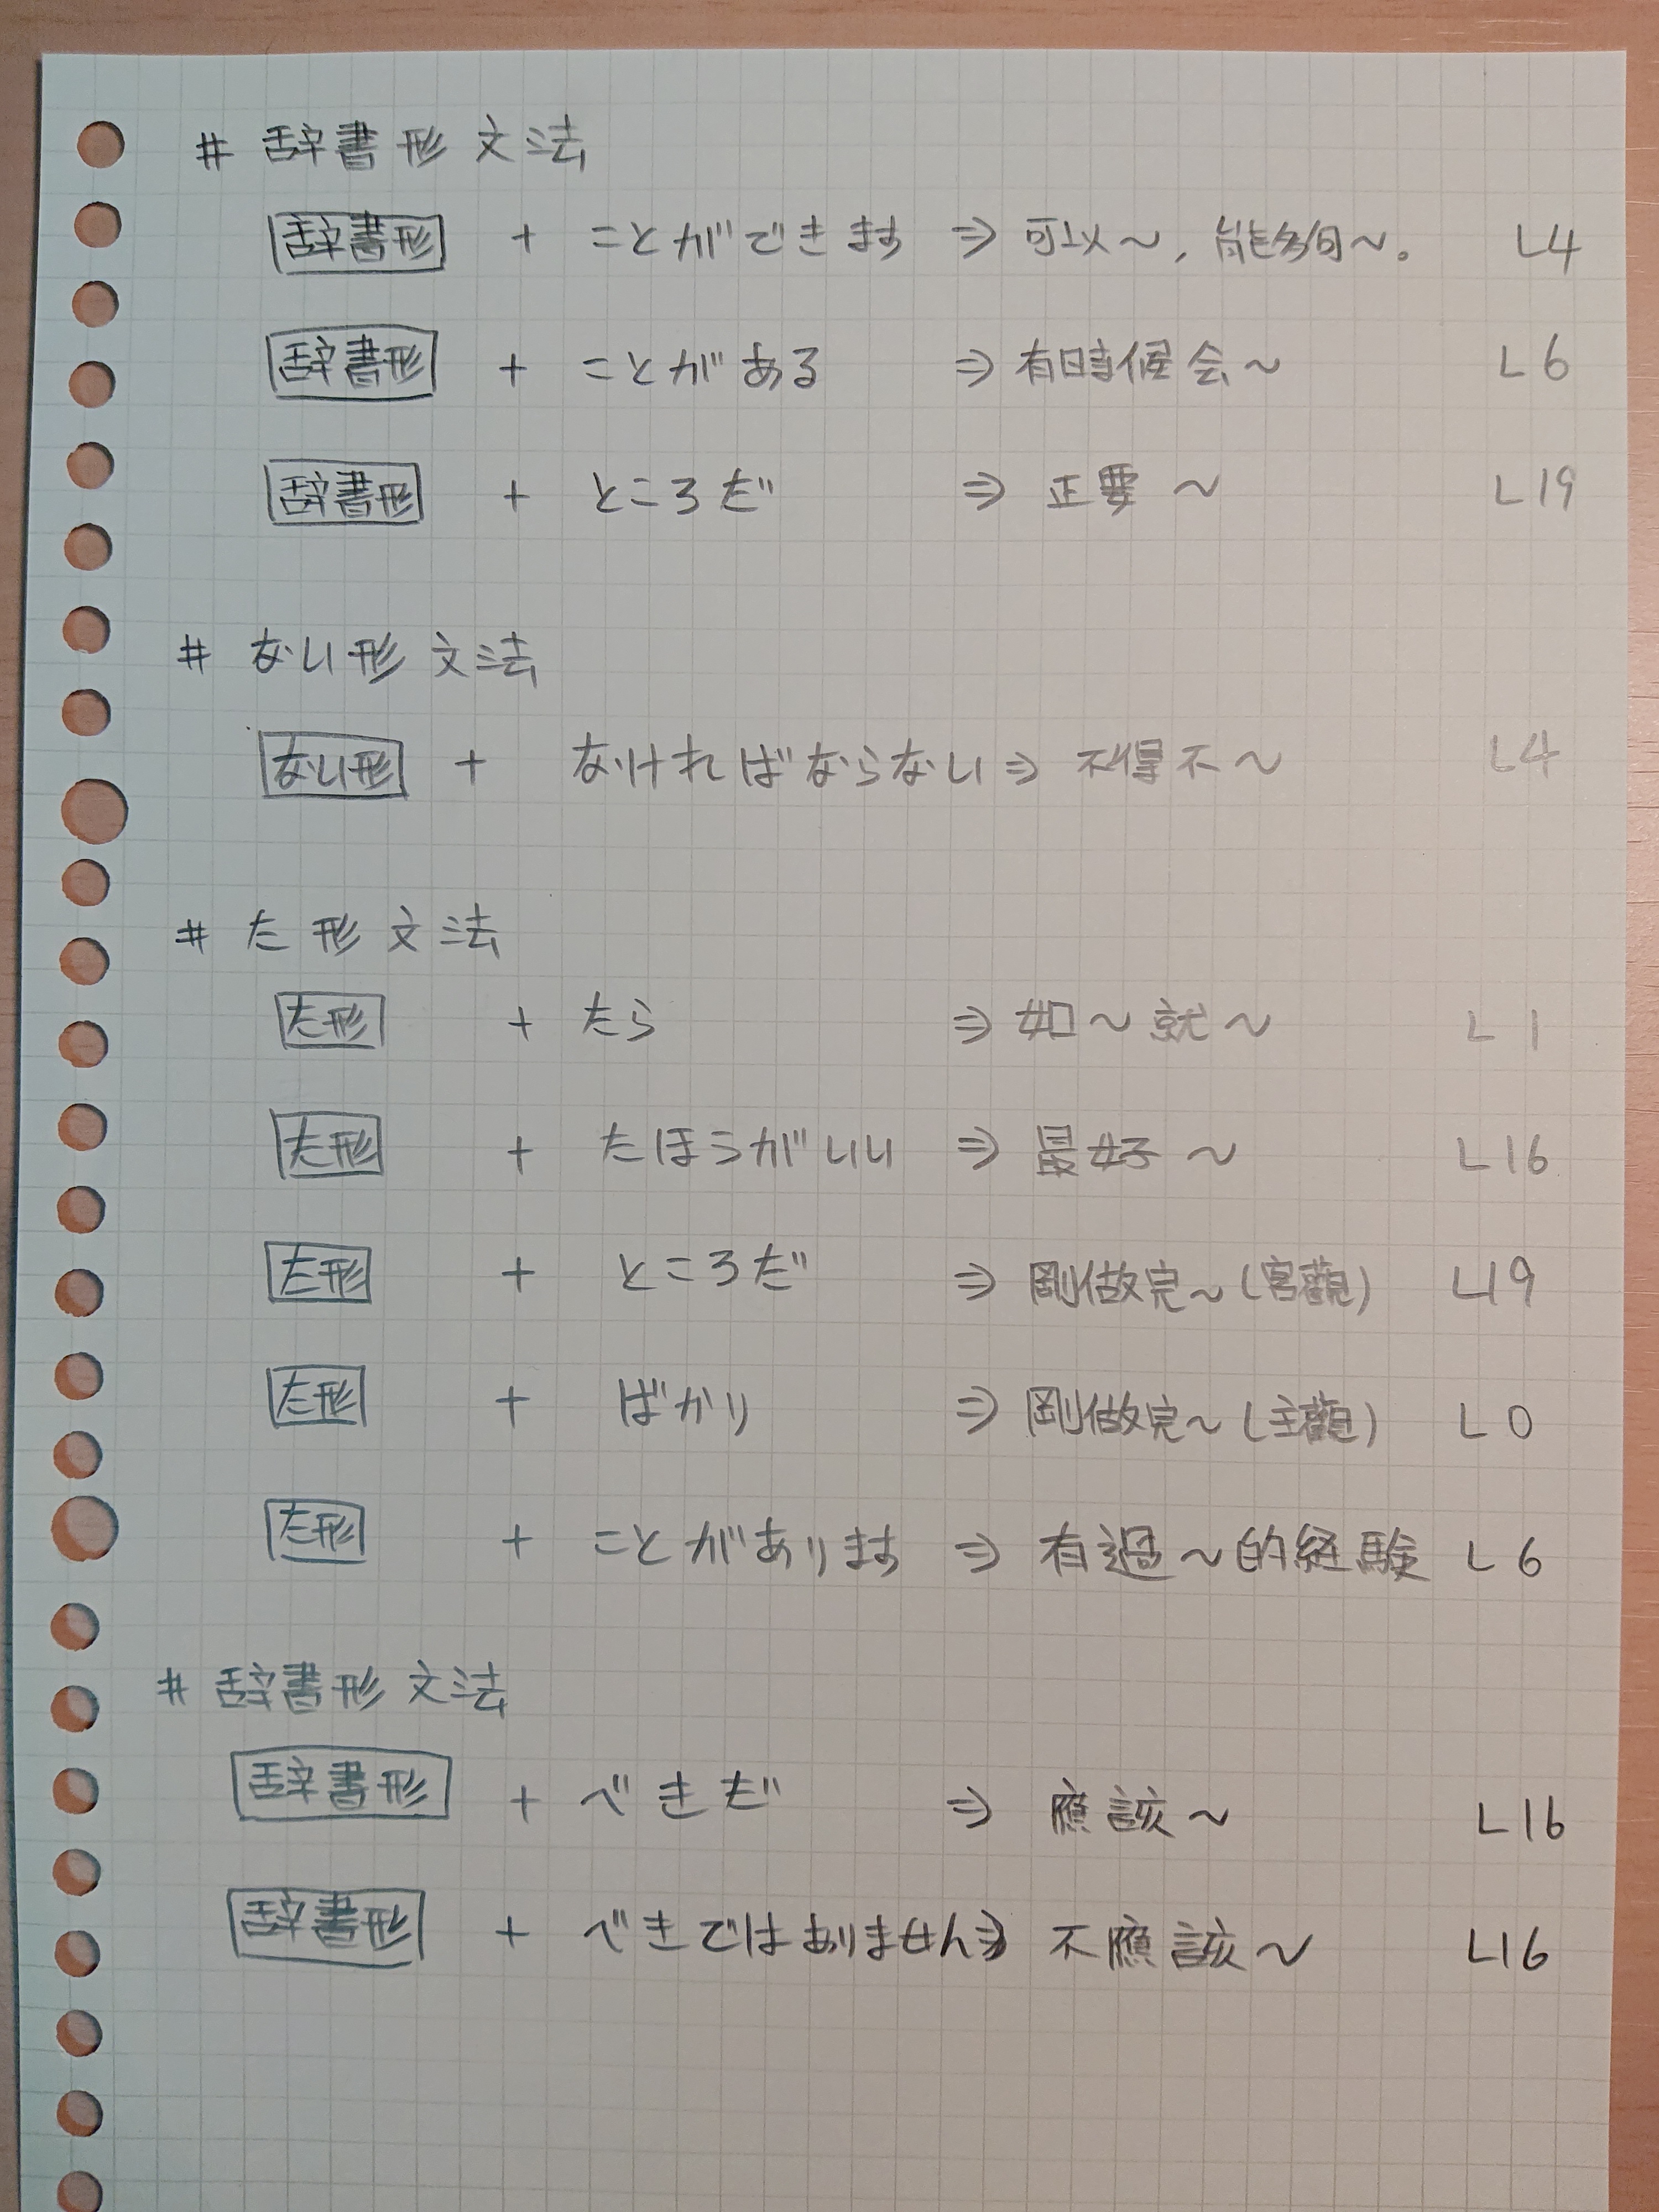 # 辞書形文法
辞書形 + ことができます ⇒ 可以～, 能夠～。 L4
辞書形 + ことがある ⇒ 有時候会～ L6
辞書形 + ところだ ⇒ 正要～ L19
# ない形文法
ない形 + なければならない ⇒ 不得不～ L4
# た形文法
た形 + たら ⇒ 如～就～ L1
た形 + たほうがいい ⇒ 最好～ L16
た形 + ところだ ⇒ 剛做完～(客觀) L19
た形 + ばかり ⇒ 剛做完～(主觀) L0
た形 + ことがあります ⇒ 有過～的経験 L6
# 辞書形文法
辞書形 + べきだ ⇒ 應該～ L16
辞書形 + べきではありません⇒ 不應該～ L16